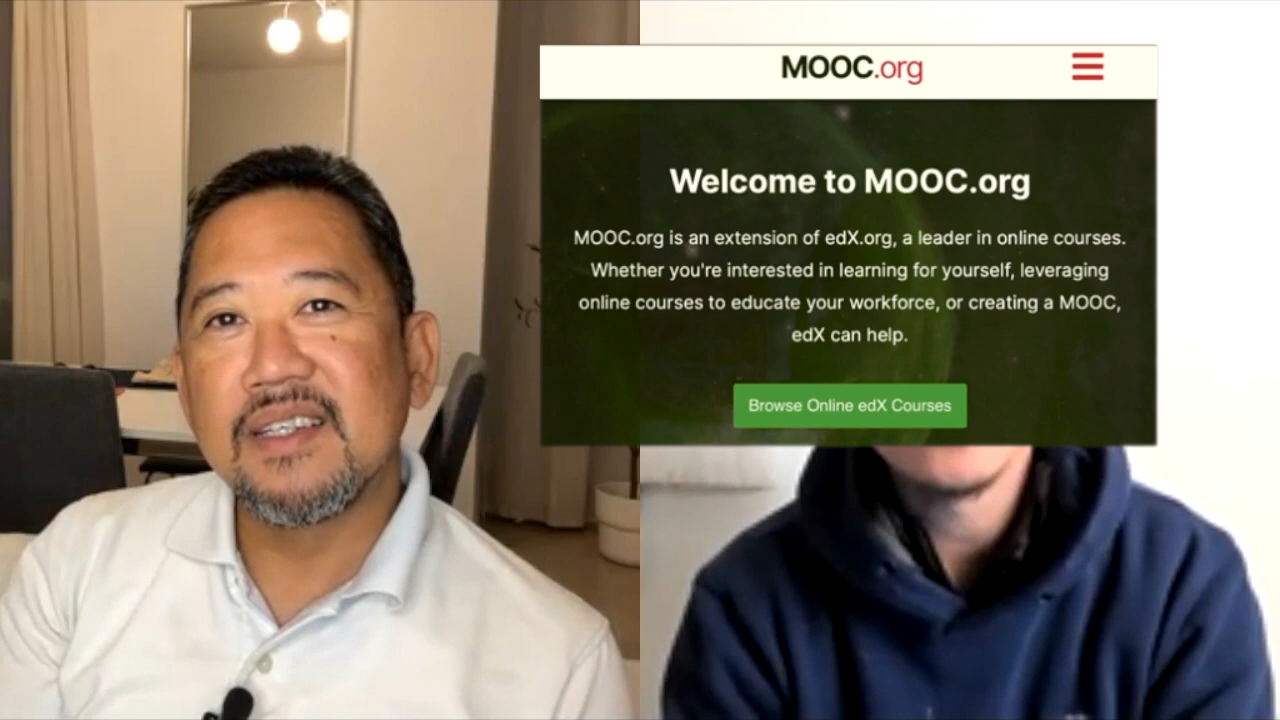 MOOC.org
Welcome to MOOC.org
MOOC.org is an extension of edX.org, a leader in online courses.
Whether you're interested in learning for yourself, leveraging
online courses to educate your workforce, or creating a MOOC,
edX can help.
Browse Online edX Courses